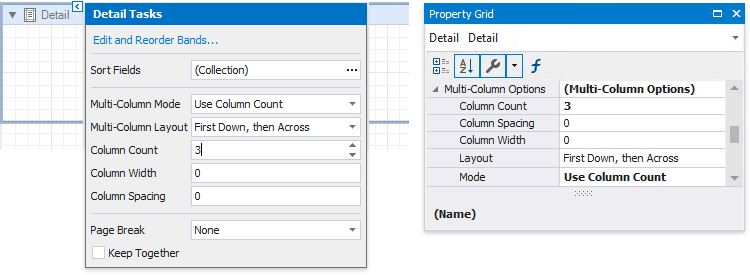 Detail
Detail Tasks
Edit and Reorder Bands...
Sort Fields (Collection) ...
Multi-Column Mode Use Column Count
Multi-Column Layout First Down, then Across
Column Count 3
Column Width 0
Column Spacing 0
Page Break None
Keep Together
Property Grid
Detail Detail
A
Z
Multi-Column Options (Multi-Column Options)
Column Count 3
Column Spacing 0
Column Width 0
Layout First Down, then Across
Mode Use Column Count
(Name)